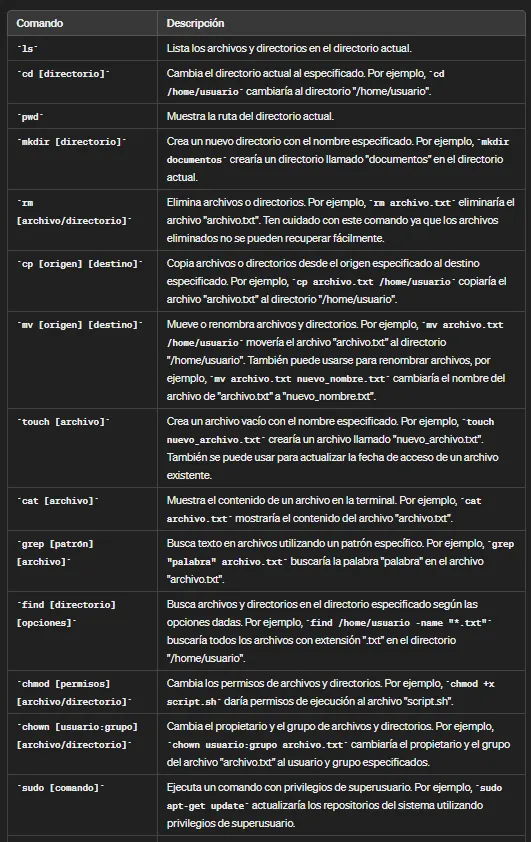 Comando Descripción
`ls` Lista los archivos y directorios en el directorio actual.
`cd [directorio]` Cambia el directorio actual al especificado. Por ejemplo, `cd
/home/usuario` cambiaría al directorio "/home/usuario".
`pwd` Muestra la ruta del directorio actual.
`mkdir [directorio]` Crea un nuevo directorio con el nombre especificado. Por ejemplo, `mkdir
documentos` crearía un directorio llamado "documentos" en el directorio
actual.
`rm Elimina archivos o directorios. Por ejemplo, `rm archivo.txt` eliminaría el
[archivo/directorio]` archivo "archivo.txt". Ten cuidado con este comando ya que los archivos
eliminados no se pueden recuperar fácilmente.
`cp [origen] [destino]` Copia archivos o directorios desde el origen especificado al destino
especificado. Por ejemplo, `cp archivo.txt /home/usuario` copiaría el
archivo "archivo.txt" al directorio "/home/usuario".
`mv [origen] [destino]` Mueve o renombra archivos y directorios. Por ejemplo, `mv archivo.txt
/home/usuario` movería el archivo "archivo.txt" al directorio
"/home/usuario". También puede usarse para renombrar archivos, por
ejemplo, `mv archivo.txt nuevo_nombre.txt` cambiaría el nombre del
archivo de "archivo.txt" a "nuevo_nombre.txt".
`touch [archivo]` Crea un archivo vacío con el nombre especificado. Por ejemplo, `touch
nuevo_archivo.txt` crearía un archivo llamado "nuevo_archivo.txt".
También se puede usar para actualizar la fecha de acceso de un archivo
existente.
`cat [archivo]` Muestra el contenido de un archivo en la terminal. Por ejemplo, `cat
archivo.txt` mostraría el contenido del archivo "archivo.txt".
`grep [patrón] Busca texto en archivos utilizando un patrón específico. Por ejemplo, `grep
[archivo]` "palabra" archivo.txt` buscaría la palabra "palabra" en el archivo
"archivo.txt".
`find [directorio] Busca archivos y directorios en el directorio especificado según las
[opciones]` opciones dadas. Por ejemplo, `find /home/usuario -name "*.txt"`
buscaría todos los archivos con extensión ".txt" en el directorio
"/home/usuario".
`chmod [permisos] Cambia los permisos de archivos y directorios. Por ejemplo, `chmod +x
[archivo/directorio]` script.sh` daría permisos de ejecución al archivo "script.sh".
`chown [usuario:grupo] Cambia el propietario y el grupo de archivos y directorios. Por ejemplo,
[archivo/directorio]` `chown usuario:grupo archivo.txt` cambiaría el propietario y el grupo
del archivo "archivo.txt" al usuario y grupo especificados.
`sudo [comando]` Ejecuta un comando con privilegios de superusuario. Por ejemplo, `sudo
apt-get update` actualizaría los repositorios del sistema utilizando
privilegios de superusuario.